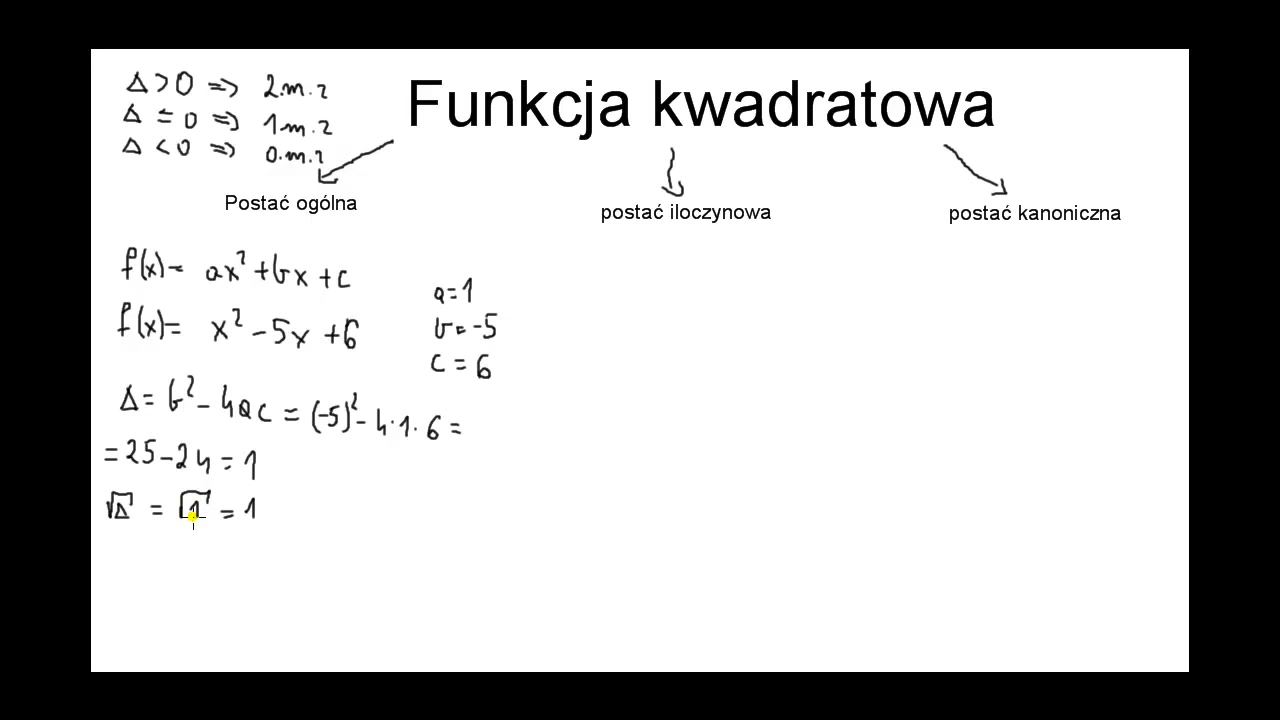 Δ>0 => 2.m.z
Δ=0 => 1m.z
Δ<0 => 0.m.z
Funkcja kwadratowa
Postać ogólna
postać iloczynowa
postać kanoniczna
f(x)= ax²+bx+c
f(x)= x²-5x+6
a=1
b=-5
c=6
Δ= b²-4ac = (-5)²-4·1·6=
=25-24=1
√Δ = √1 = 1